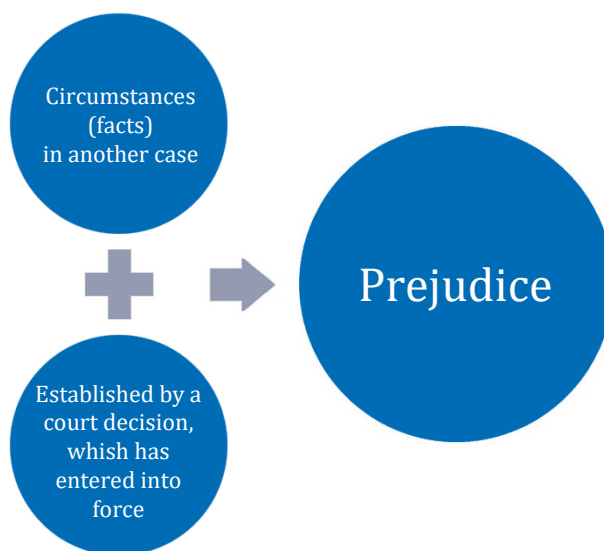 Circumstances
(facts)
in another case
Established by a
court decision,
whish has
entered into
force
Prejudice